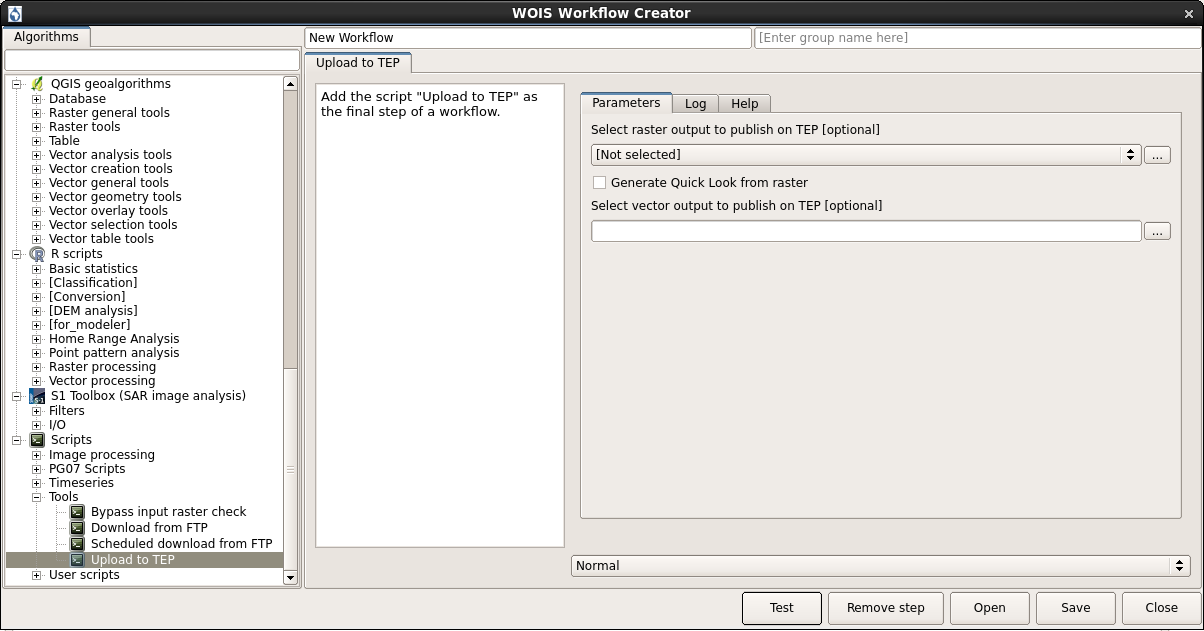 WOIS Workflow Creator
Algorithms
New Workflow
[Enter group name here]
Upload to TEP
QGIS geoalgorithms
Database
Raster general tools
Raster tools
Table
Vector analysis tools
Vector creation tools
Vector general tools
Vector geometry tools
Vector overlay tools
Vector selection tools
Vector table tools
R scripts
Basic statistics
[Classification]
[Conversion]
[DEM analysis]
[for_modeler]
Home Range Analysis
Point pattern analysis
Raster processing
Vector processing
S1 Toolbox (SAR image analysis)
Filters
I/O
Scripts
Image processing
PG07 Scripts
Timeseries
Tools
Bypass input raster check
Download from FTP
Scheduled download from FTP
Upload to TEP
User scripts
Add the script "Upload to TEP" as
the final step of a workflow.
Parameters
Log
Help
Select raster output to publish on TEP [optional]
[Not selected]
...
Generate Quick Look from raster
Select vector output to publish on TEP [optional]
...
Normal
Test
Remove step
Open
Save
Close